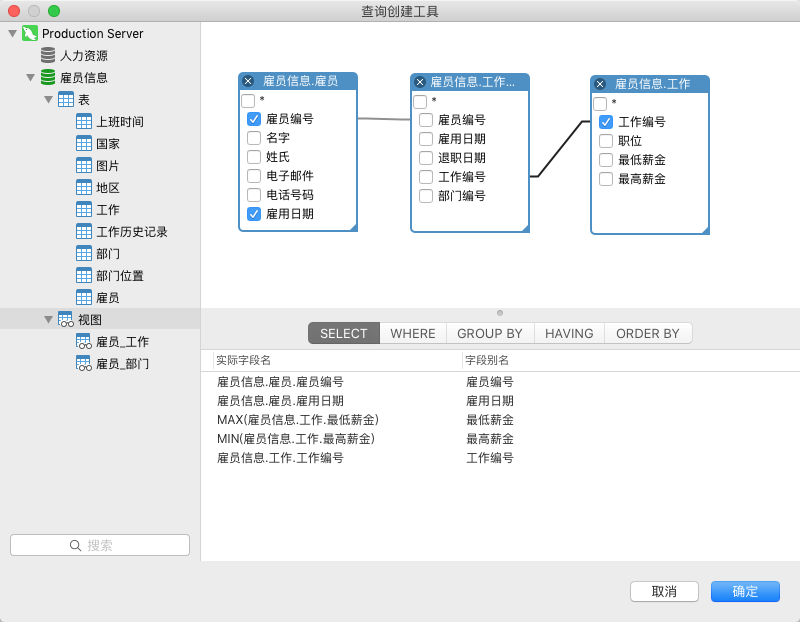 查询创建工具
Production Server
人力资源
雇员信息
表
上班时间
国家
图片
地区
工作
工作历史记录
部门
部门位置
雇员
视图
雇员_工作
雇员_部门
搜索
雇员信息.雇员
*
雇员编号
名字
姓氏
电子邮件
电话号码
雇用日期
雇员信息.工作...
*
雇员编号
雇用日期
退职日期
工作编号
部门编号
雇员信息.工作
*
工作编号
职位
最低薪金
最高薪金
SELECT WHERE GROUP BY HAVING ORDER BY
实际字段名 字段别名
雇员信息.雇员.雇员编号 雇员编号
雇员信息.雇员.雇用日期 雇用日期
MAX(雇员信息.工作.最低薪金) 最低薪金
MIN(雇员信息.工作.最高薪金) 最高薪金
雇员信息.工作.工作编号 工作编号
取消 确定